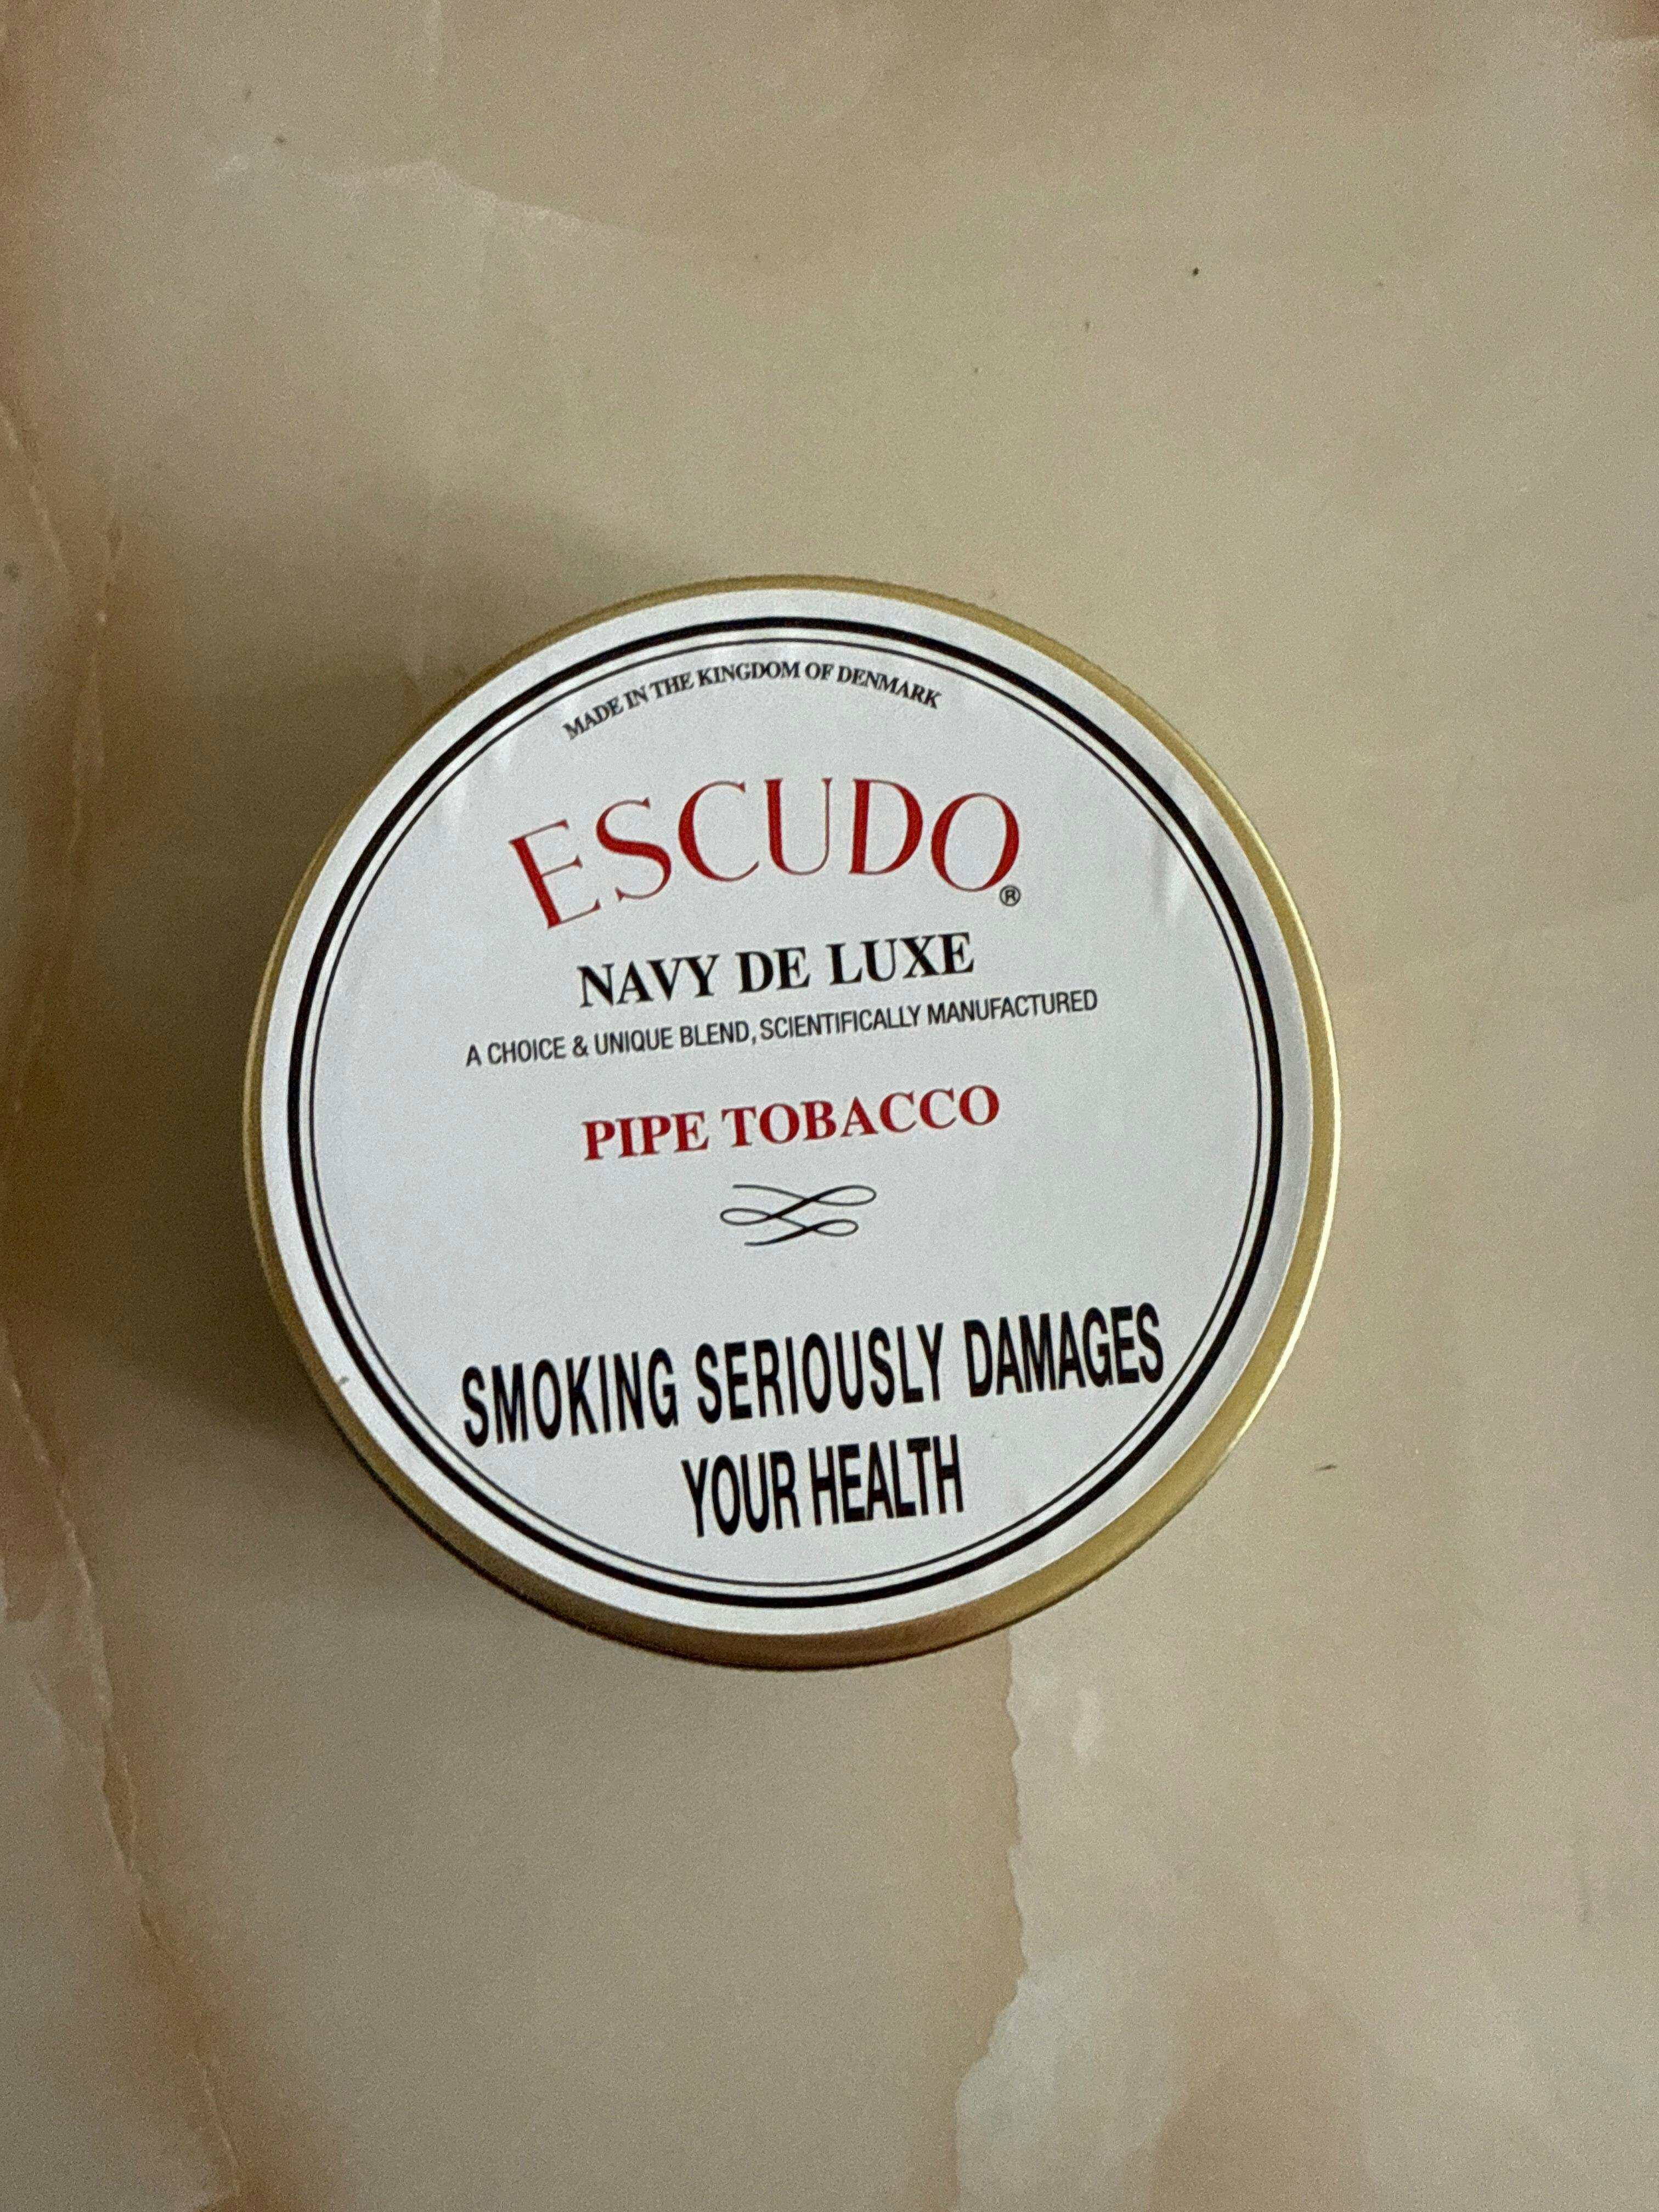 MADE IN THE KINGDOM OF DENMARK
ESCUDO®
NAVY DE LUXE
A CHOICE & UNIQUE BLEND, SCIENTIFICALLY MANUFACTURED
PIPE TOBACCO
SMOKING SERIOUSLY DAMAGES
YOUR HEALTH